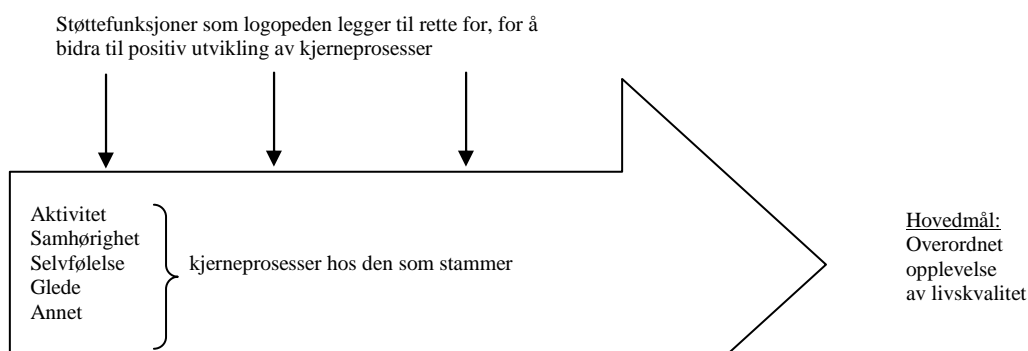 Støttefunksjoner som logopeden legger til rette for, for å
bidra til positiv utvikling av kjerneprosesser
Aktivitet
Samhørighet
Selvfølelse
Glede
Annet
kjerneprosesser hos den som stammer
Hovedmål:
Overordnet
opplevelse
av livskvalitet